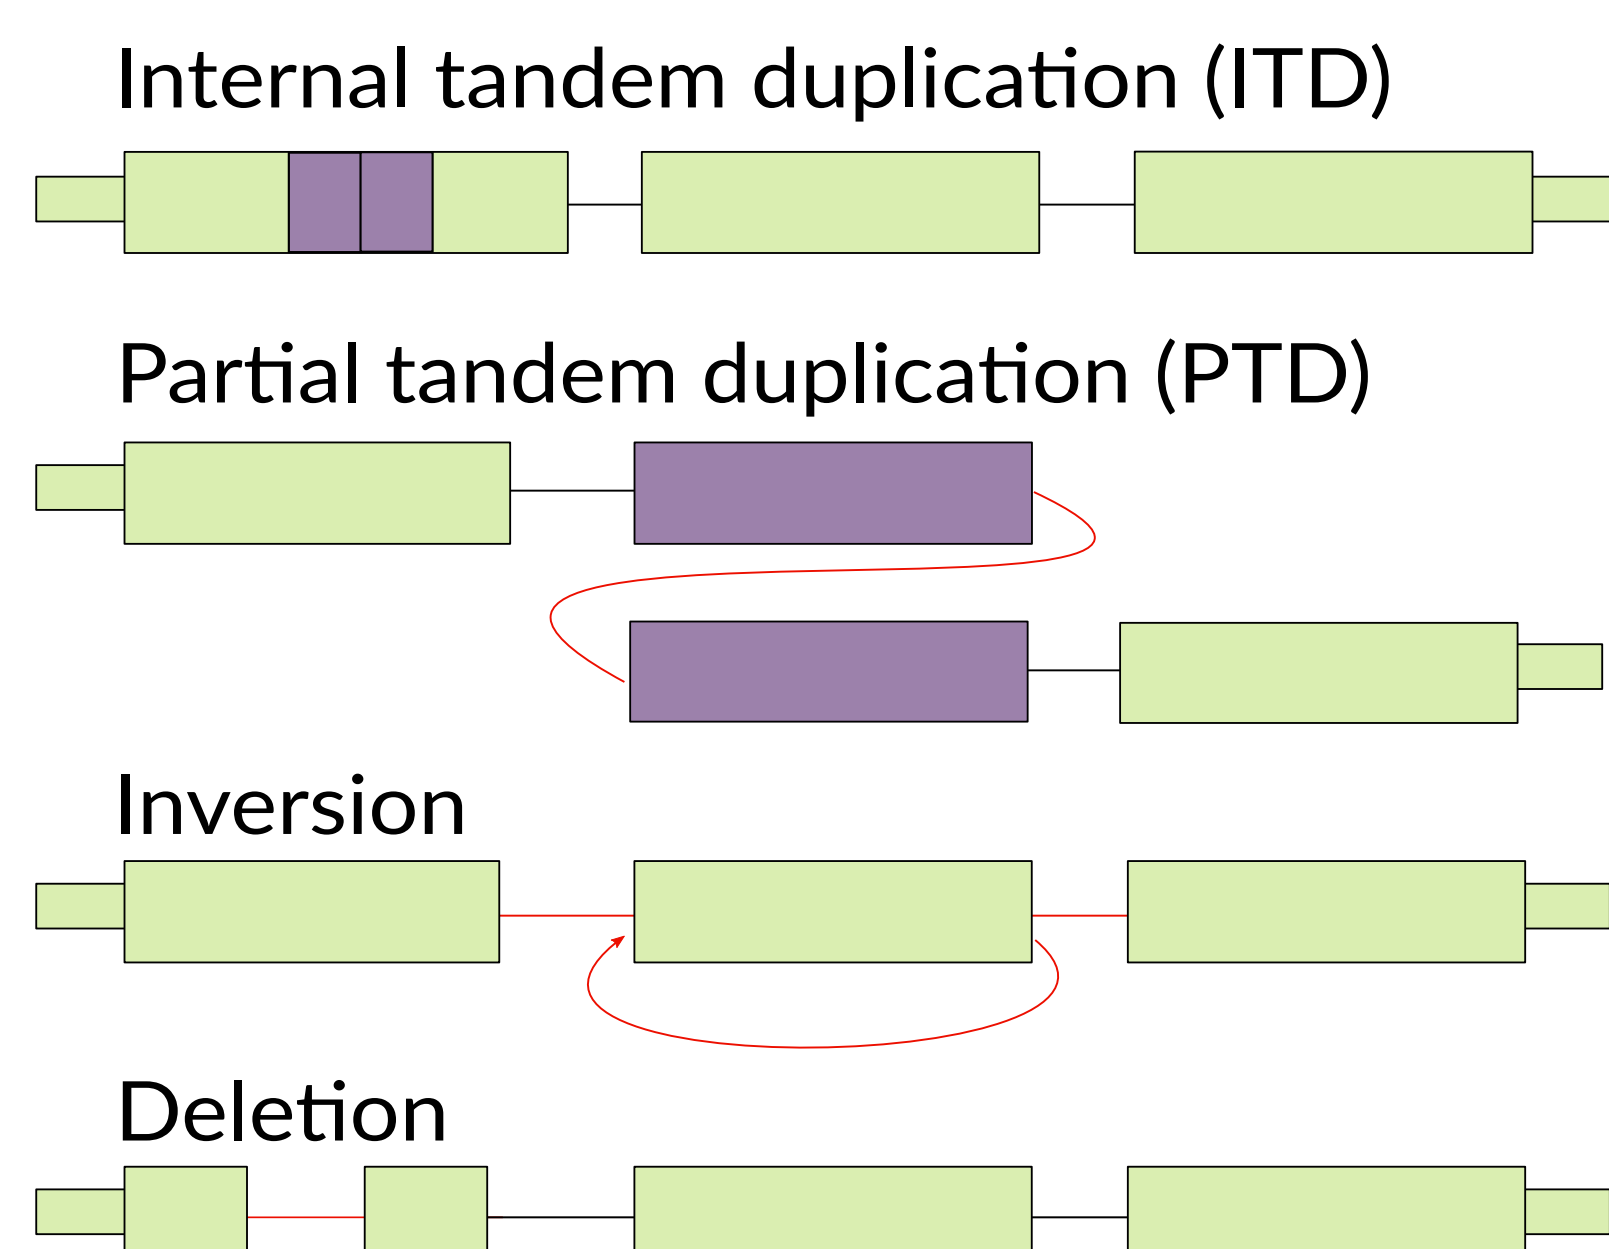 Internal tandem duplication (ITD)
Partial tandem duplication (PTD)
Inversion
Deletion